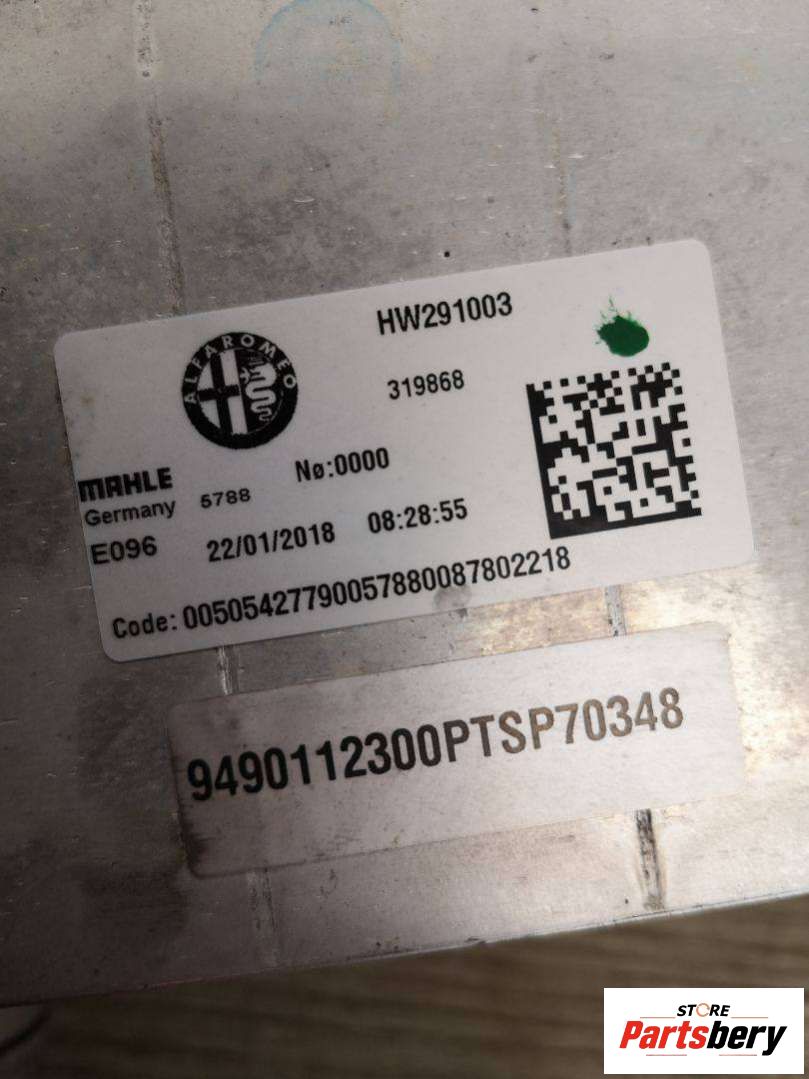 HW291003
ALFA ROMEO
319868
MAHLE
Germany
5788
Nø:0000
E096
22/01/2018
08:28:55
Code: 00505427790057880087802218
9490112300PTSP70348
STORE
Partsbery